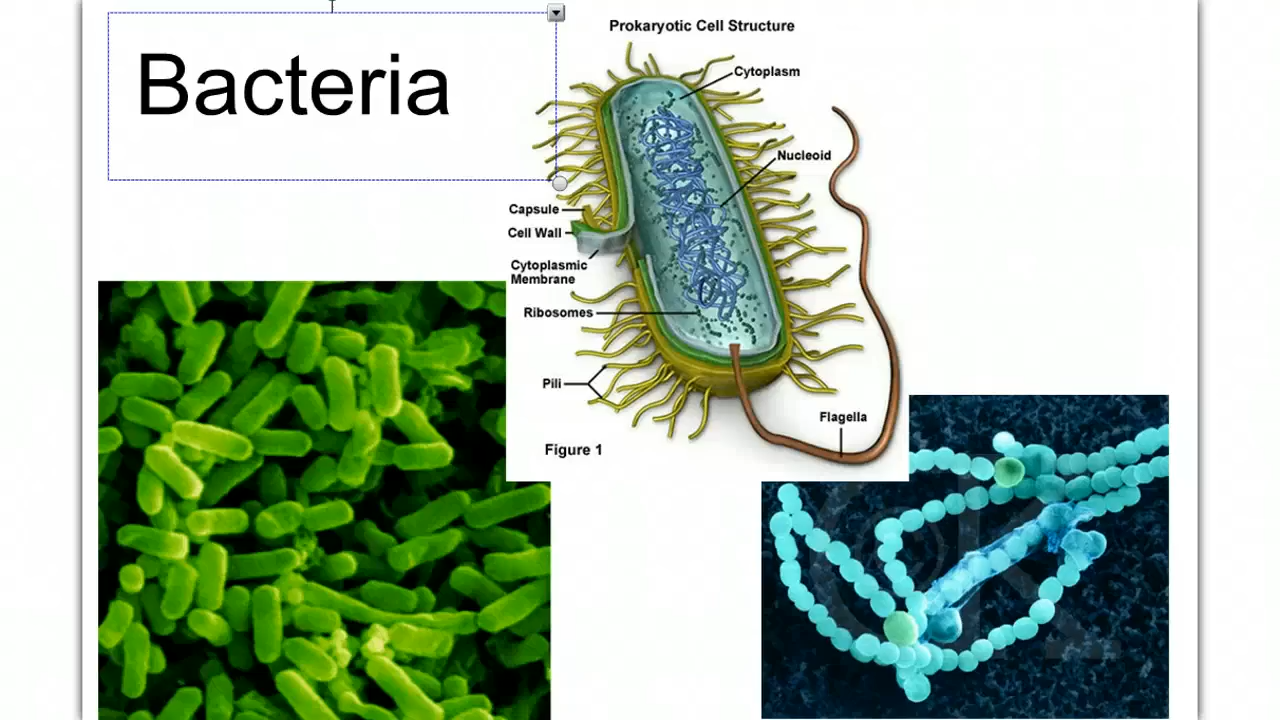 Bacteria
Prokaryotic Cell Structure
Cytoplasm
Nucleoid
Capsule
Cell Wall
Cytoplasmic
Membrane
Ribosomes
Pili
Flagella
Figure 1